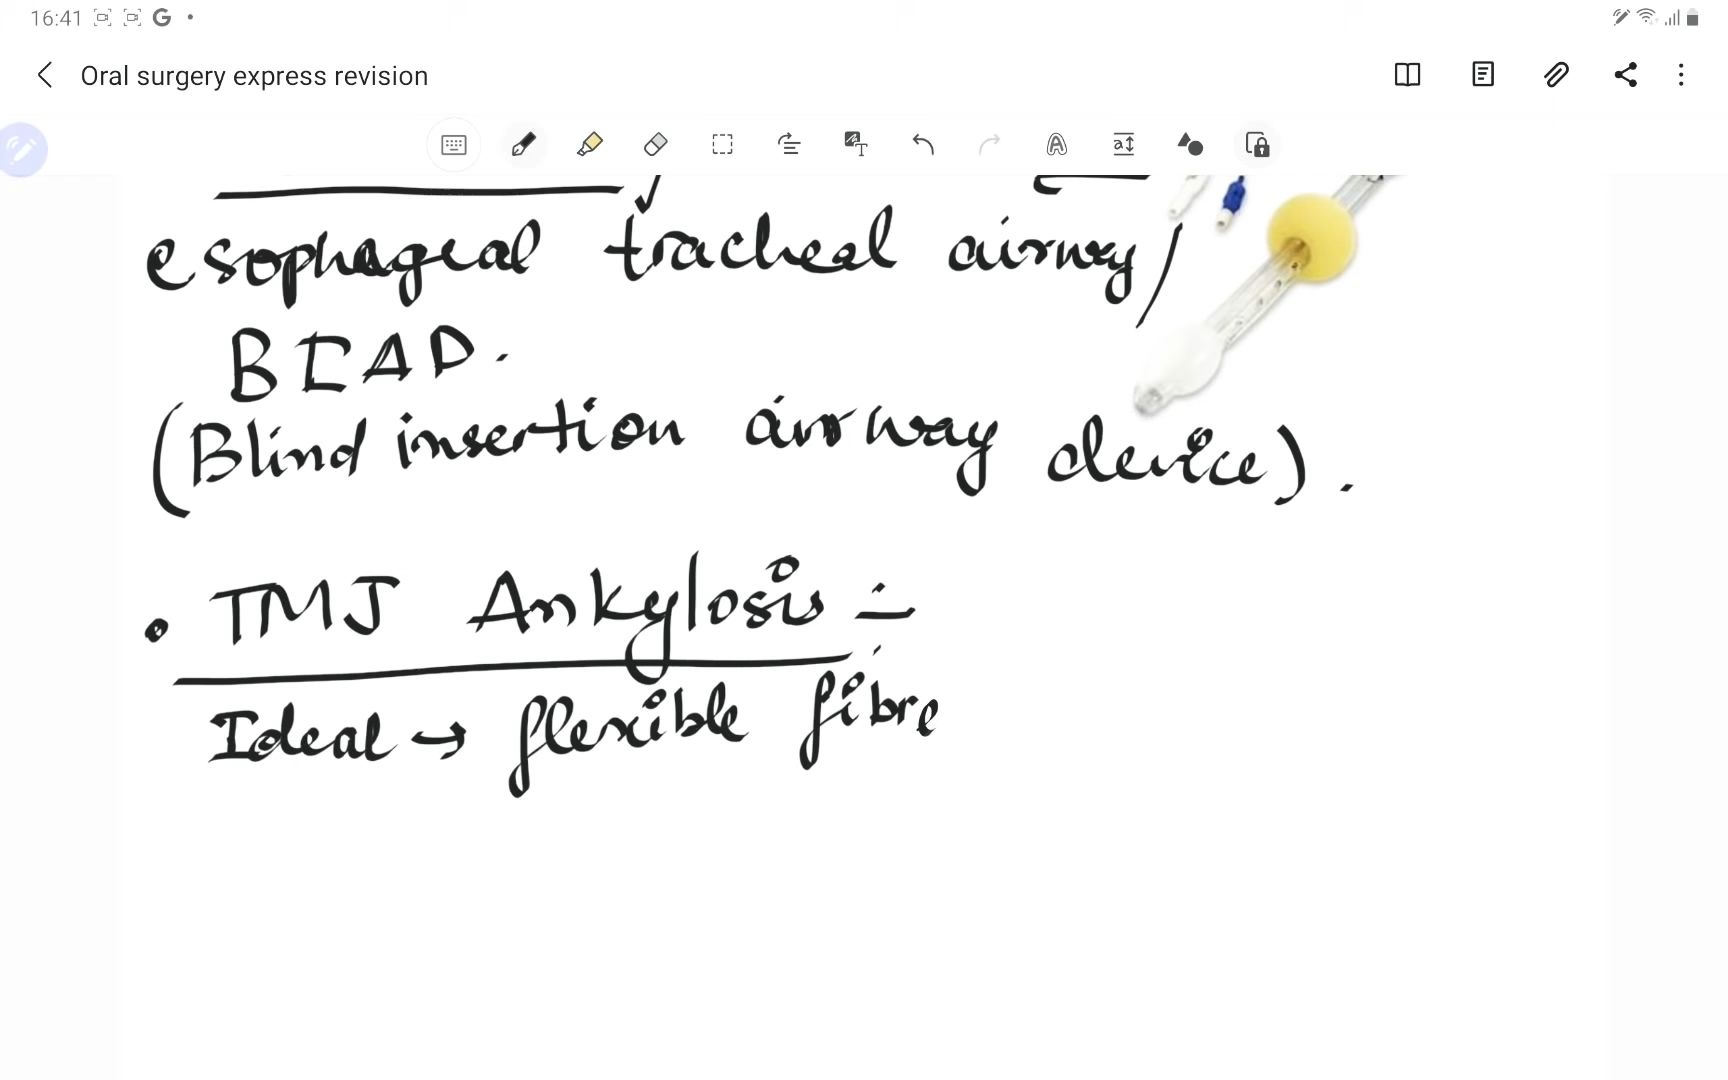 16:41 G
Oral surgery express revision
esophageal tracheal airway/
BIAD.
(Blind insertion airway device).
• TMJ Ankylosis :-
Ideal → flexible fibre